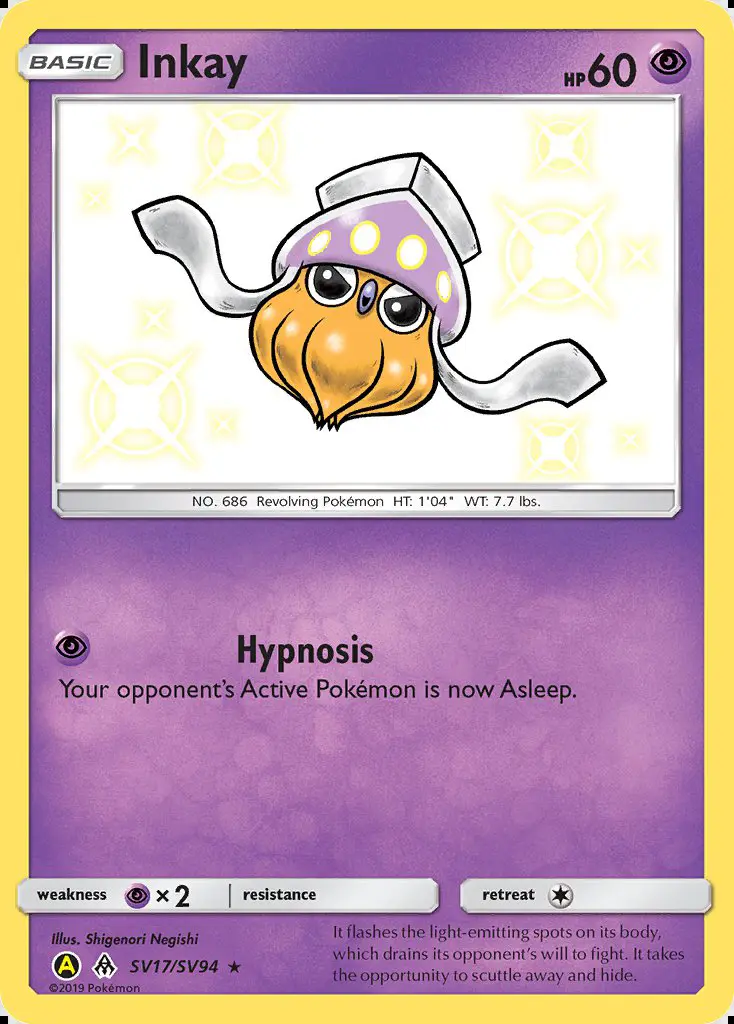 BASIC Inkay HP60
NO. 686 Revolving Pokémon HT: 1'04" WT: 7.7 lbs.
Hypnosis
Your opponent's Active Pokémon is now Asleep.
weakness ×2 resistance retreat
Illus. Shigenori Negishi
A SV17/SV94 ★
©2019 Pokémon
It flashes the light-emitting spots on its body,
which drains its opponent's will to fight. It takes
the opportunity to scuttle away and hide.